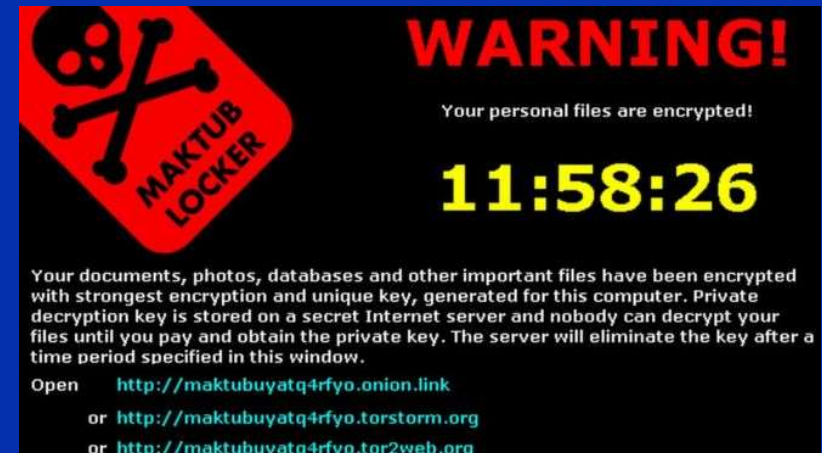 WARNING!
MAKTUB
LOCKER
Your personal files are encrypted!
11:58:26
Your documents, photos, databases and other important files have been encrypted
with strongest encryption and unique key, generated for this computer. Private
decryption key is stored on a secret Internet server and nobody can decrypt your
files until you pay and obtain the private key. The server will eliminate the key after a
time period specified in this window.
Open http://maktubuyatq4rfyo.onion.link
or http://maktubuyatq4rfyo.torstorm.org
or http://maktubuyatq4rfyo.tor2web.org